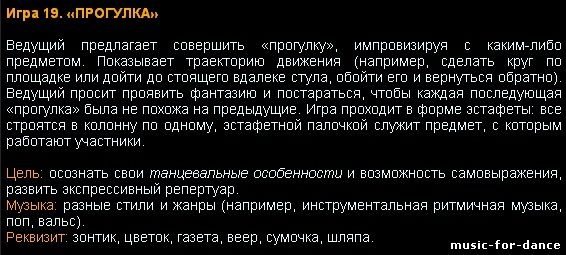 Игра 19. «ПРОГУЛКА»
Ведущий предлагает совершить «прогулку», импровизируя с каким-либо
предметом. Показывает траекторию движения (например, сделать круг по
площадке или дойти до стоящего вдалеке стула, обойти его и вернуться обратно).
Ведущий просит проявить фантазию и постараться, чтобы каждая последующая
«прогулка» была не похожа на предыдущие. Игра проходит в форме эстафеты: все
строятся в колонну по одному, эстафетной палочкой служит предмет, с которым
работают участники.
Цель: осознать свои танцевальные особенности и возможность самовыражения,
развить экспрессивный репертуар.
Музыка: разные стили и жанры (например, инструментальная ритмичная музыка,
поп, вальс).
Реквизит: зонтик, цветок, газета, веер, сумочка, шляпа.
music-for-dance